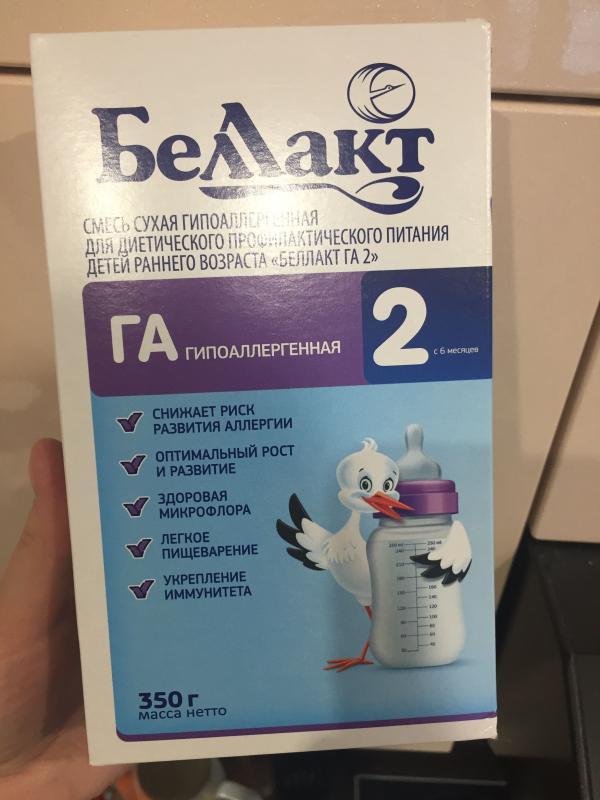 Беллакт
СМЕСЬ СУХАЯ ГИПОАЛЛЕРГЕННАЯ
ДЛЯ ДИЕТИЧЕСКОГО ПРОФИЛАКТИЧЕСКОГО ПИТАНИЯ
ДЕТЕЙ РАННЕГО ВОЗРАСТА «БЕЛЛАКТ ГА 2»
ГА ГИПОАЛЛЕРГЕННАЯ
2 с 6 месяцев
СНИЖАЕТ РИСК
РАЗВИТИЯ АЛЛЕРГИИ
ОПТИМАЛЬНЫЙ РОСТ
И РАЗВИТИЕ
ЗДОРОВАЯ
МИКРОФЛОРА
ЛЕГКОЕ
ПИЩЕВАРЕНИЕ
УКРЕПЛЕНИЕ
ИММУНИТЕТА
350 г
масса нетто